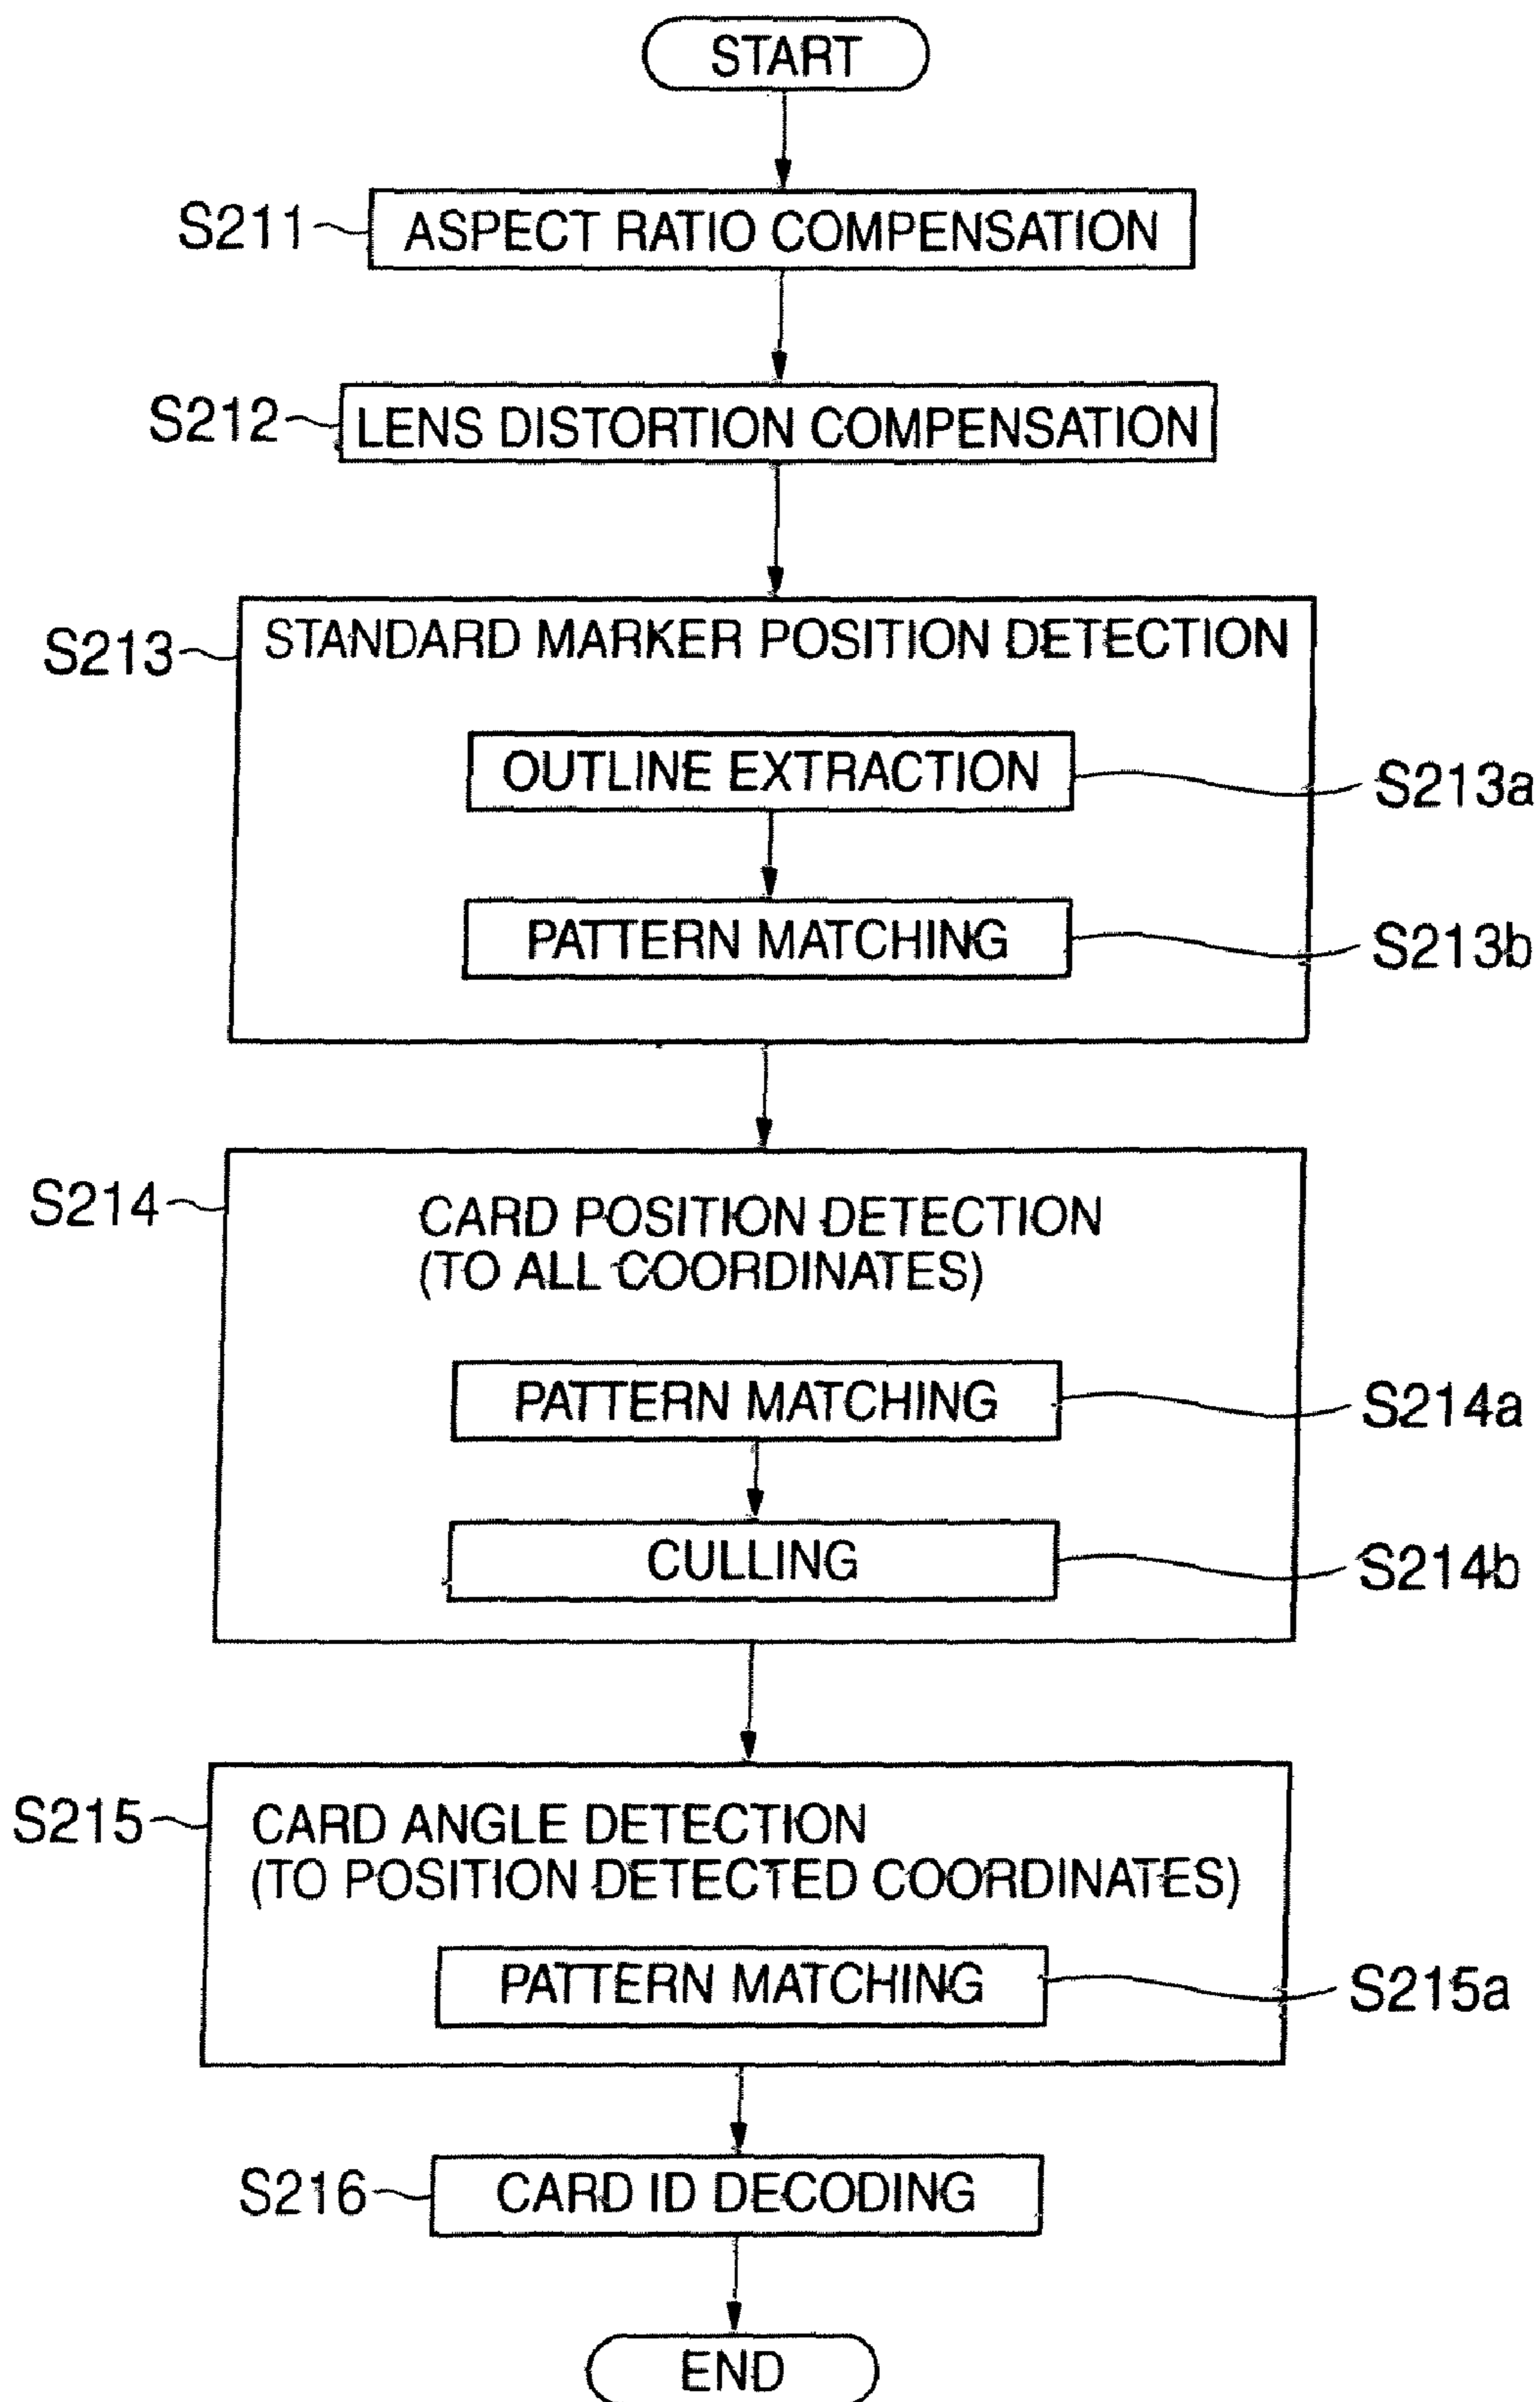 START
S211
ASPECT RATIO COMPENSATION
S212
LENS DISTORTION COMPENSATION
S213
STANDARD MARKER POSITION DETECTION
OUTLINE EXTRACTION
S213a
PATTERN MATCHING
S213b
S214
CARD POSITION DETECTION
(TO ALL COORDINATES)
PATTERN MATCHING
S214a
CULLING
S214b
S215
CARD ANGLE DETECTION
(TO POSITION DETECTED COORDINATES)
PATTERN MATCHING
S215a
S216
CARD ID DECODING
END